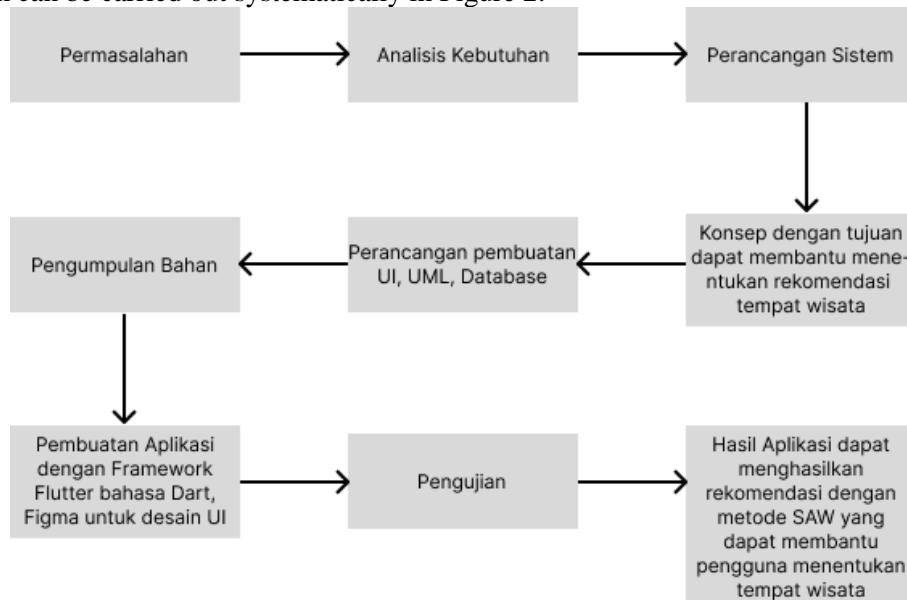 can be carried out systematically in Figure 2.
Permasalahan
Analisis Kebutuhan
Perancangan Sistem
Konsep dengan tujuan
dapat membantu mene-
ntukan rekomendasi
tempat wisata
Perancangan pembuatan
UI, UML, Database
Pengumpulan Bahan
Pembuatan Aplikasi
dengan Framework
Flutter bahasa Dart,
Figma untuk desain UI
Pengujian
Hasil Aplikasi dapat
menghasilkan
rekomendasi dengan
metode SAW yang
dapat membantu
pengguna menentukan
tempat wisata